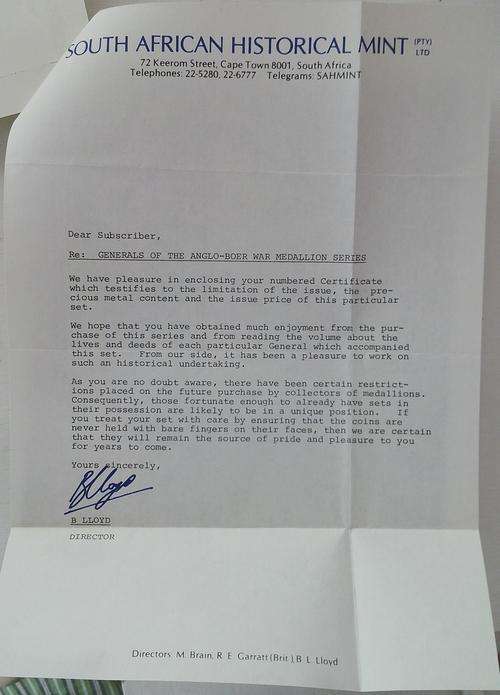 SOUTH AFRICAN HISTORICAL MINT (PTY) LTD
72 Keerom Street, Cape Town 8001, South Africa
Telephones: 22-5280, 22-6777 Telegrams: SAHMINT
Dear Subscriber,
Re: GENERALS OF THE ANGLO-BOER WAR MEDALLION SERIES
We have pleasure in enclosing your numbered Certificate
which testifies to the limitation of the issue, the pre-
cious metal content and the issue price of this particular
set.
We hope that you have obtained much enjoyment from the pur-
chase of this series and from reading the volume about the
lives and deeds of each particular General which accompanied
this set. From our side, it has been a pleasure to work on
such an historical undertaking.
As you are no doubt aware, there have been certain restrict-
ions placed on the future purchase by collectors of medallions.
Consequently, those fortunate enough to already have sets in
their possession are likely to be in a unique position. If
you treat your set with care by ensuring that the coins are
never held with bare fingers on their faces, then we are certain
that they will remain the source of pride and pleasure to you
for years to come.
Yours sincerely,
B Lloyd
B LLOYD
DIRECTOR
Directors: M. Brain, R. E. Garratt (Brit.) B. L. Lloyd